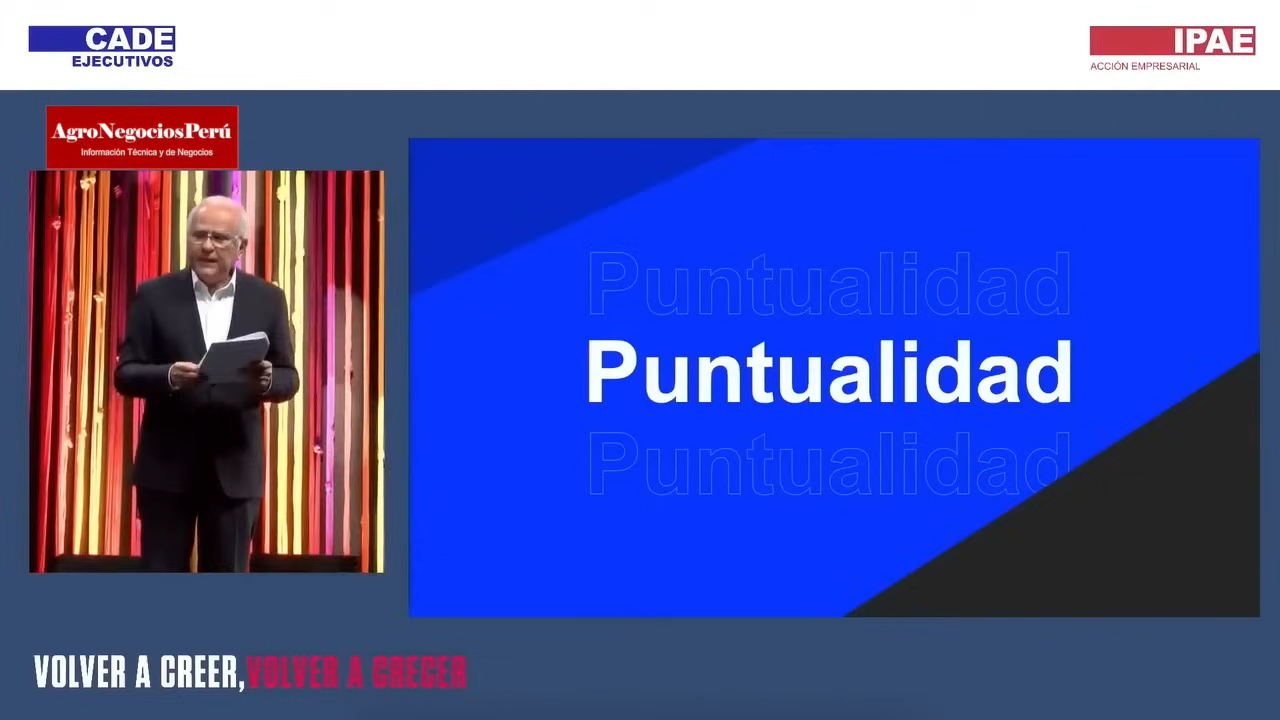 CADE
EJECUTIVOS
IPAE
ACCIÓN EMPRESARIAL
AgroNegociosPerú
Información Técnica y de Negocios
Puntualidad
Puntualidad
Puntualidad
VOLVER A CREER, VOLVER A CRECER